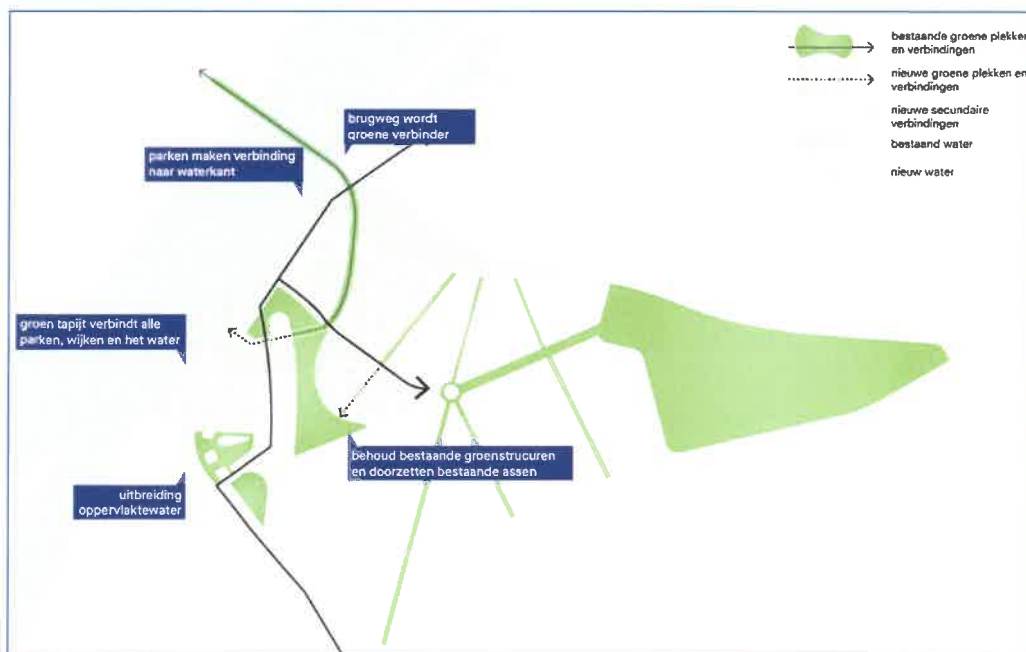 bestaande groene plekken
en verbindingen
nieuwe groene plekken en
verbindingen
nieuwe secundaire
verbindingen
bestaand water
nieuw water
brugweg wordt
groene verbinder
parken maken verbinding
naar waterkant
groen tapijt verbindt alle
parken, wijken en het water
behoud bestaande groenstrucuren
en doorzetten bestaande assen
uitbreiding
oppervlaktewater